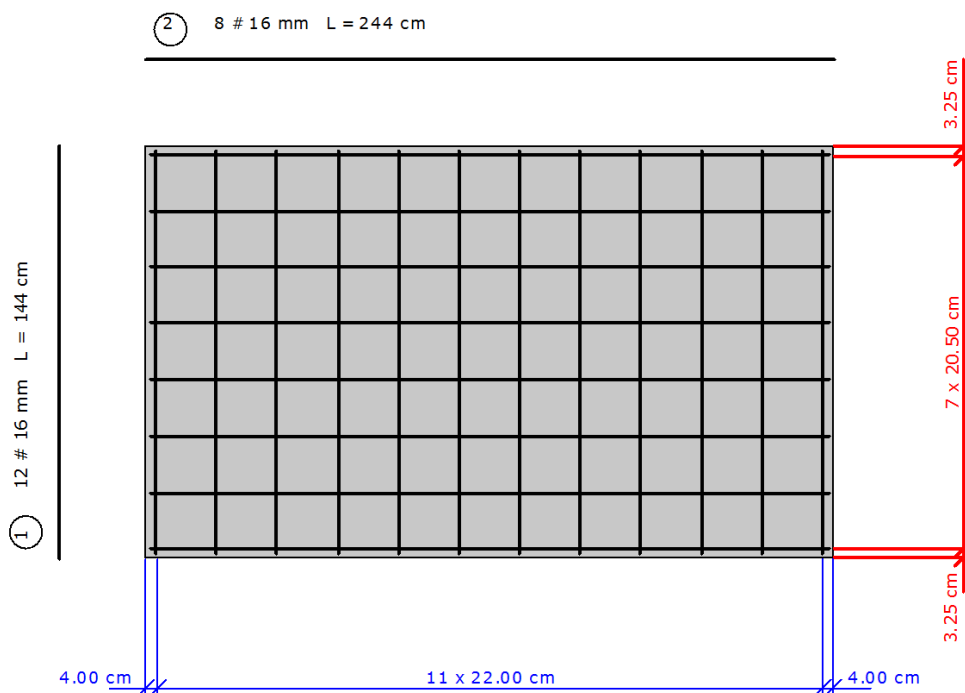 2 8 # 16 mm L = 244 cm
3.25 cm
1 12 # 16 mm L = 144 cm
7 x 20.50 cm
3.25 cm
4.00 cm 11 x 22.00 cm 4.00 cm